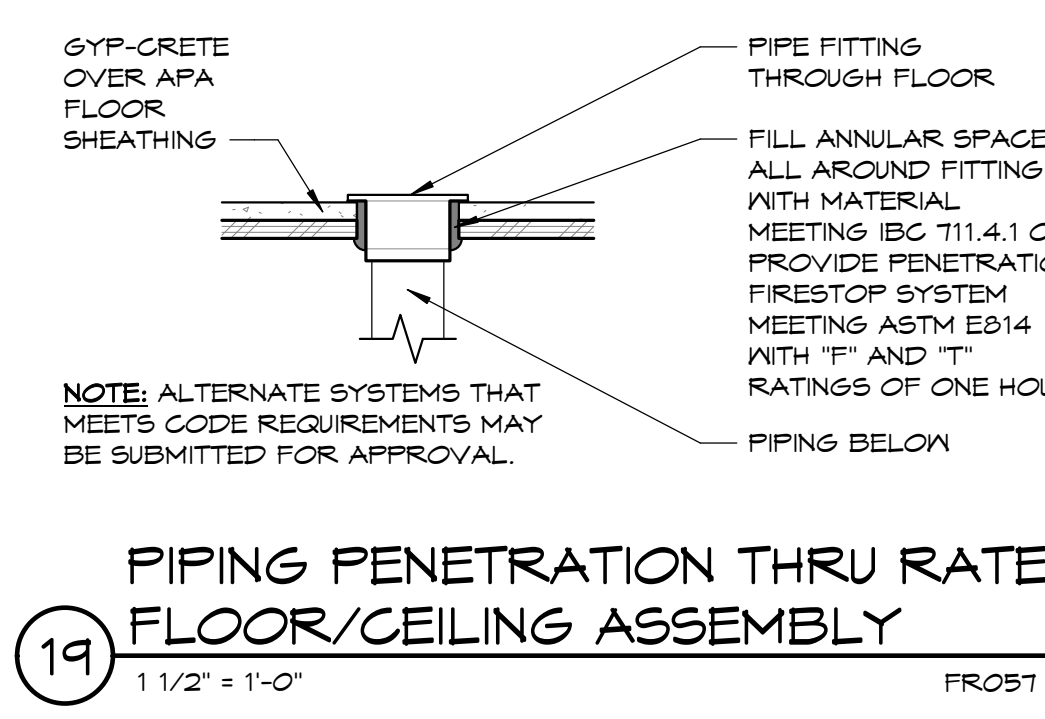 GYP-CRETE
OVER APA
FLOOR
SHEATHING
PIPE FITTING
THROUGH FLOOR
FILL ANNULAR SPACE
ALL AROUND FITTING
WITH MATERIAL
MEETING IBC 711.4.1
PROVIDE
FIRESTOP SYSTEM
MEETING ASTM E814
WITH "F" AND "T"
RATINGS OF ONE
PIPING BELOW
NOTE: ALTERNATE SYSTEMS THAT
MEETS CODE REQUIREMENTS MAY
BE SUBMITTED FOR APPROVAL.
PIPING PENETRATION THRU
FLOOR/CEILING ASSEMBLY
19
1 1/2" = 1'-0"
FR057